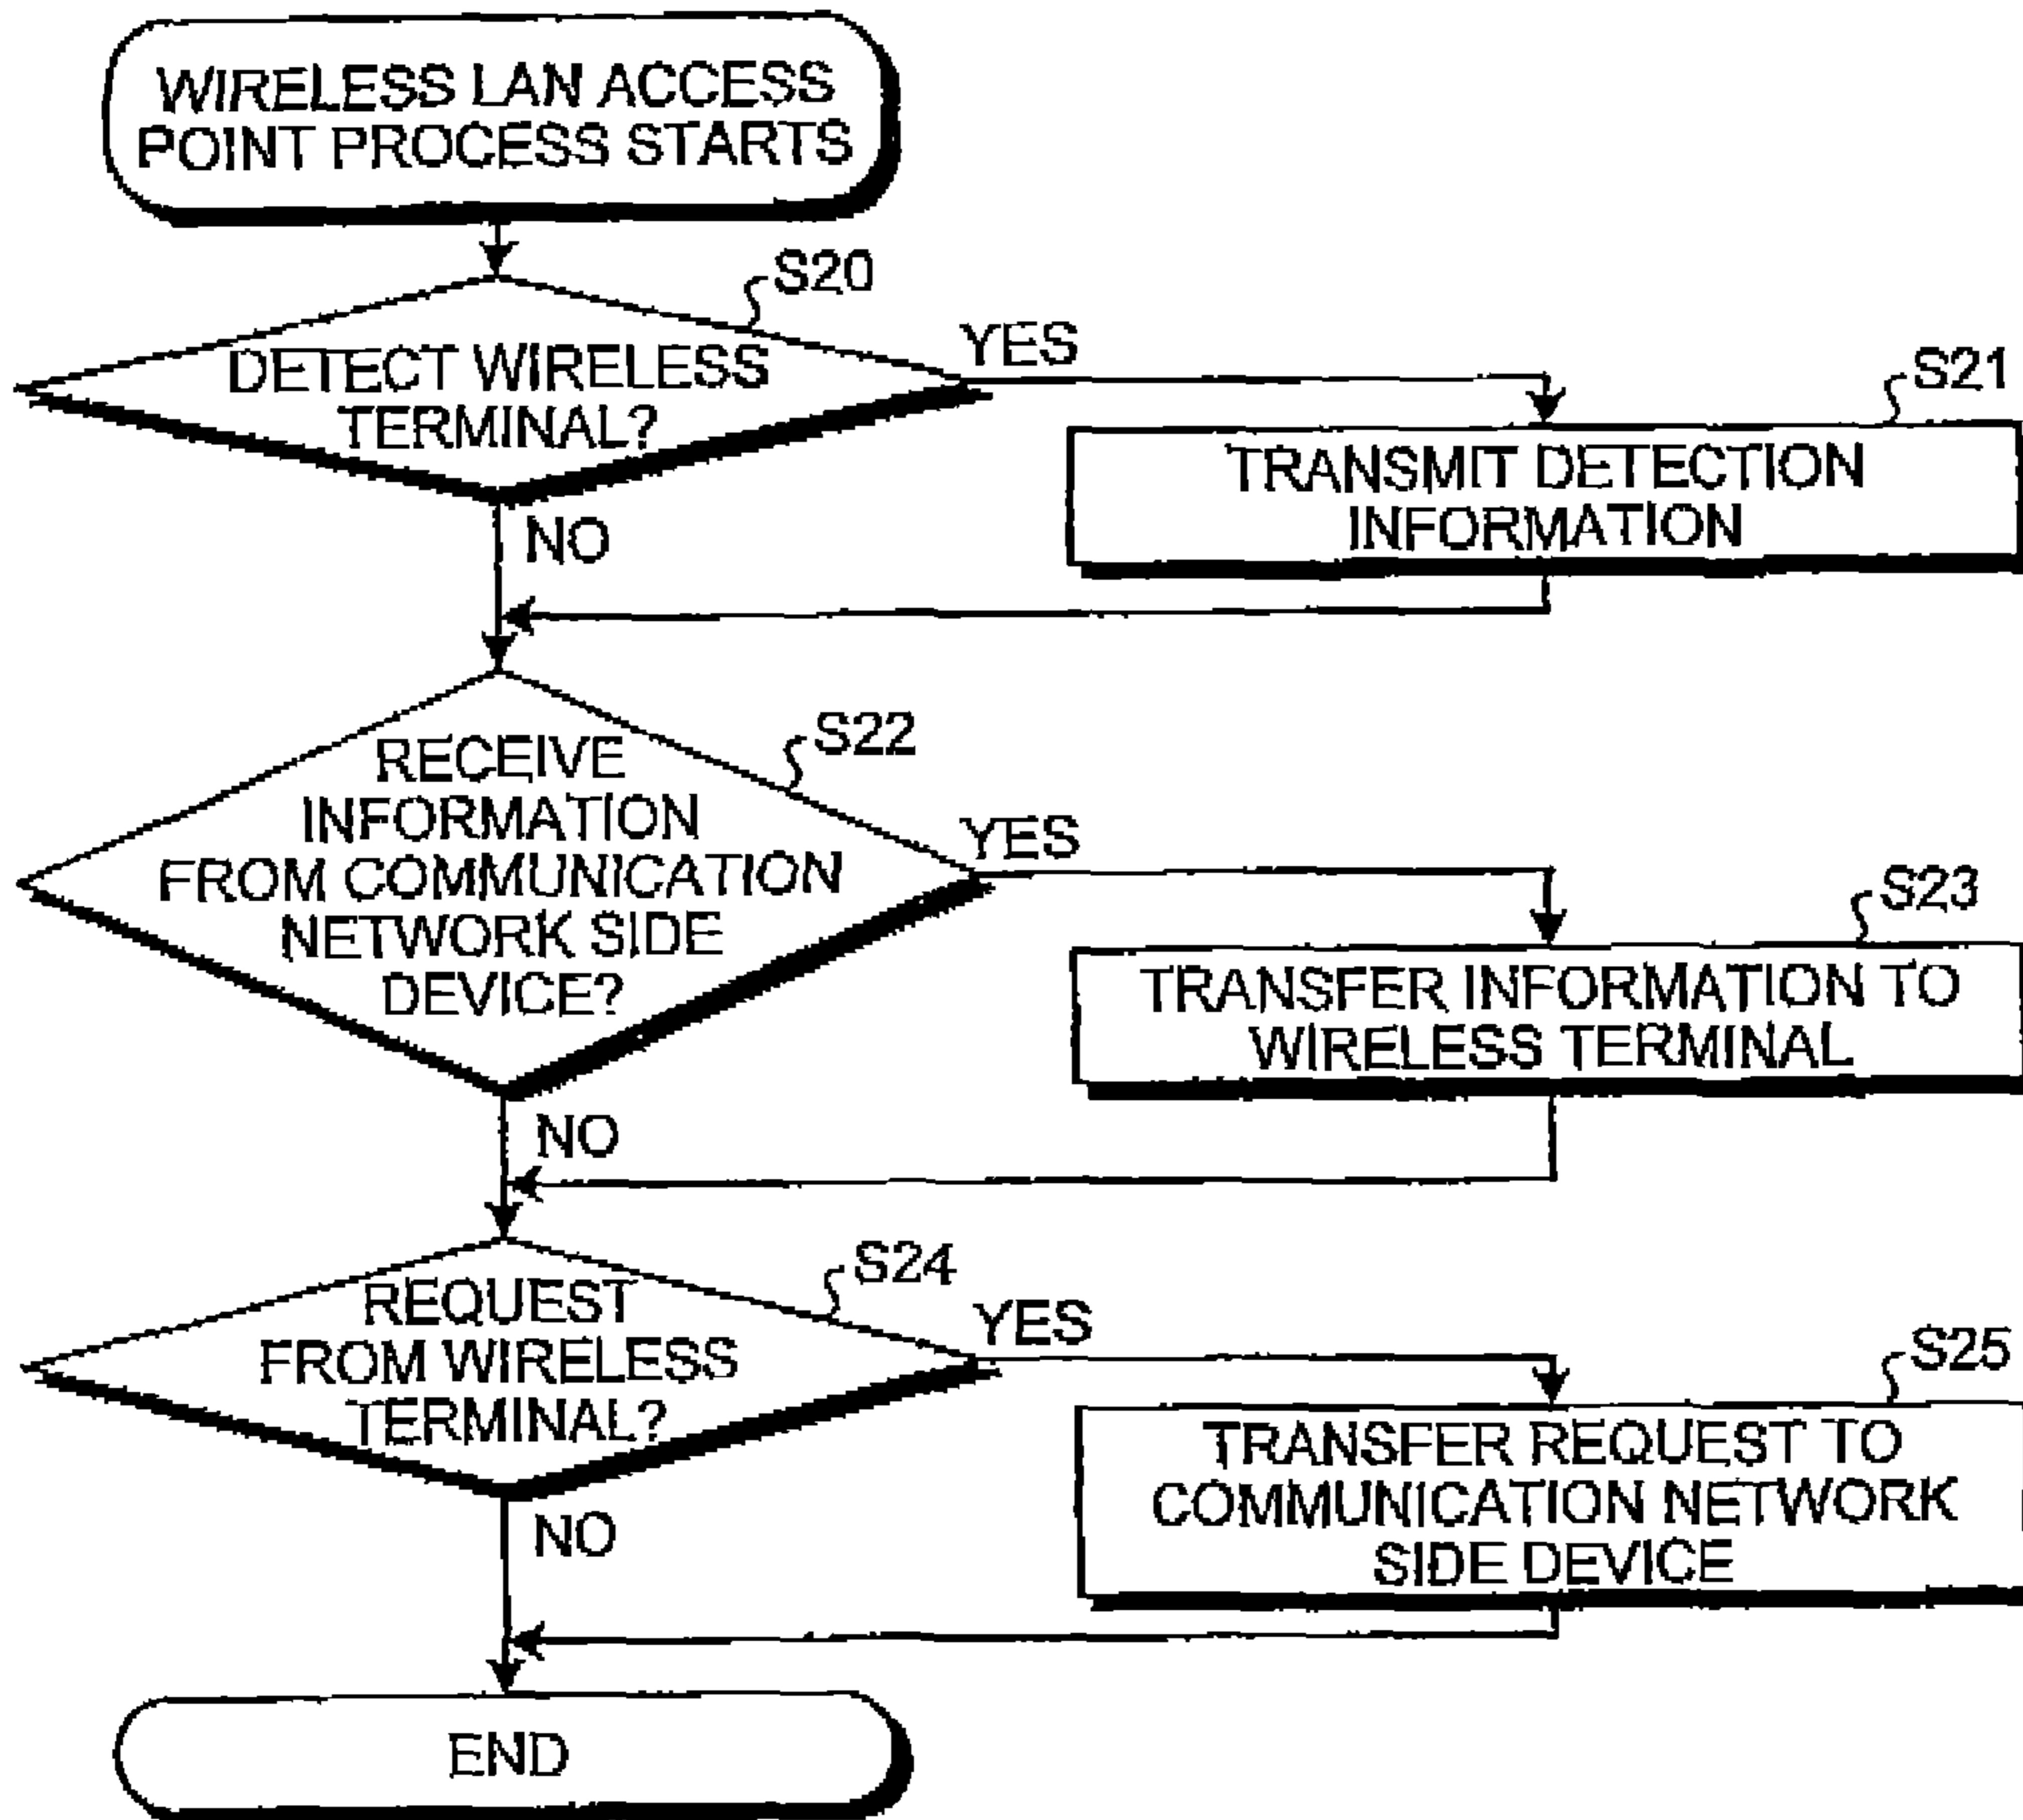 WIRELESS LAN ACCESS
POINT PROCESS STARTS
S20
DETECT WIRELESS
TERMINAL?
YES
S21
TRANSMIT DETECTION
INFORMATION
NO
S22
RECEIVE
INFORMATION
FROM COMMUNICATION
NETWORK SIDE
DEVICE?
YES
S23
TRANSFER INFORMATION TO
WIRELESS TERMINAL
NO
S24
REQUEST
FROM WIRELESS
TERMINAL?
YES
S25
TRANSFER REQUEST TO
COMMUNICATION NETWORK
SIDE DEVICE
NO
END